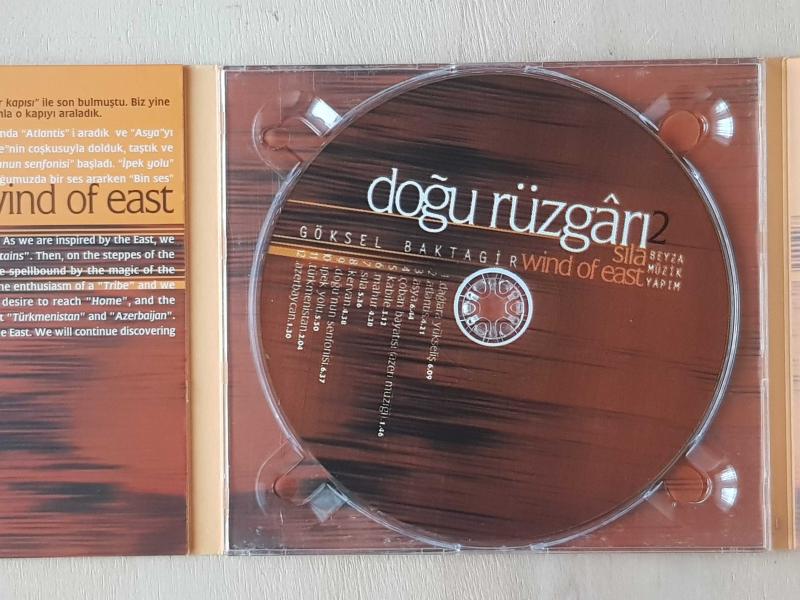 r kapısı" ile son bulmuştu. Biz yine
nla o kapıyı araladık.
nda "Atlantis" i aradık ve "Asya"yı
e"nin coşkusuyla dolduk, taştık ve
unun senfonisi" başladı. "İpek yolu"
ğumuzda bir ses ararken "Bin ses"
wind of east
As we are inspired by the East, we
tains". Then, on the steppes of the
e spellbound by the magic of the
he enthusiasm of a "Tribe" and we
desire to reach "Home", and the
t "Türkmenistan" and "Azerbaijan".
e East. We will continue discovering
doğu rüzgârı 2
sıla
wind of east
GÖKSEL BAKTAGİR
BEYZA
MÜZİK
YAPIM
1 dağları, yükseliş 6.09
2 atlantis 4.21
3 asya 6.44
4 çoban bayatısı (azeri müziği) 1.46
5 kabile 3.12
6 şahnur 4.28
7 sıla 5.16
8 kervan 4.38
9 doğu'nun senfonisi 6.37
10 ipek yolu 5.50
11 türkmenistan 2.04
12 azerbaycan 1.30